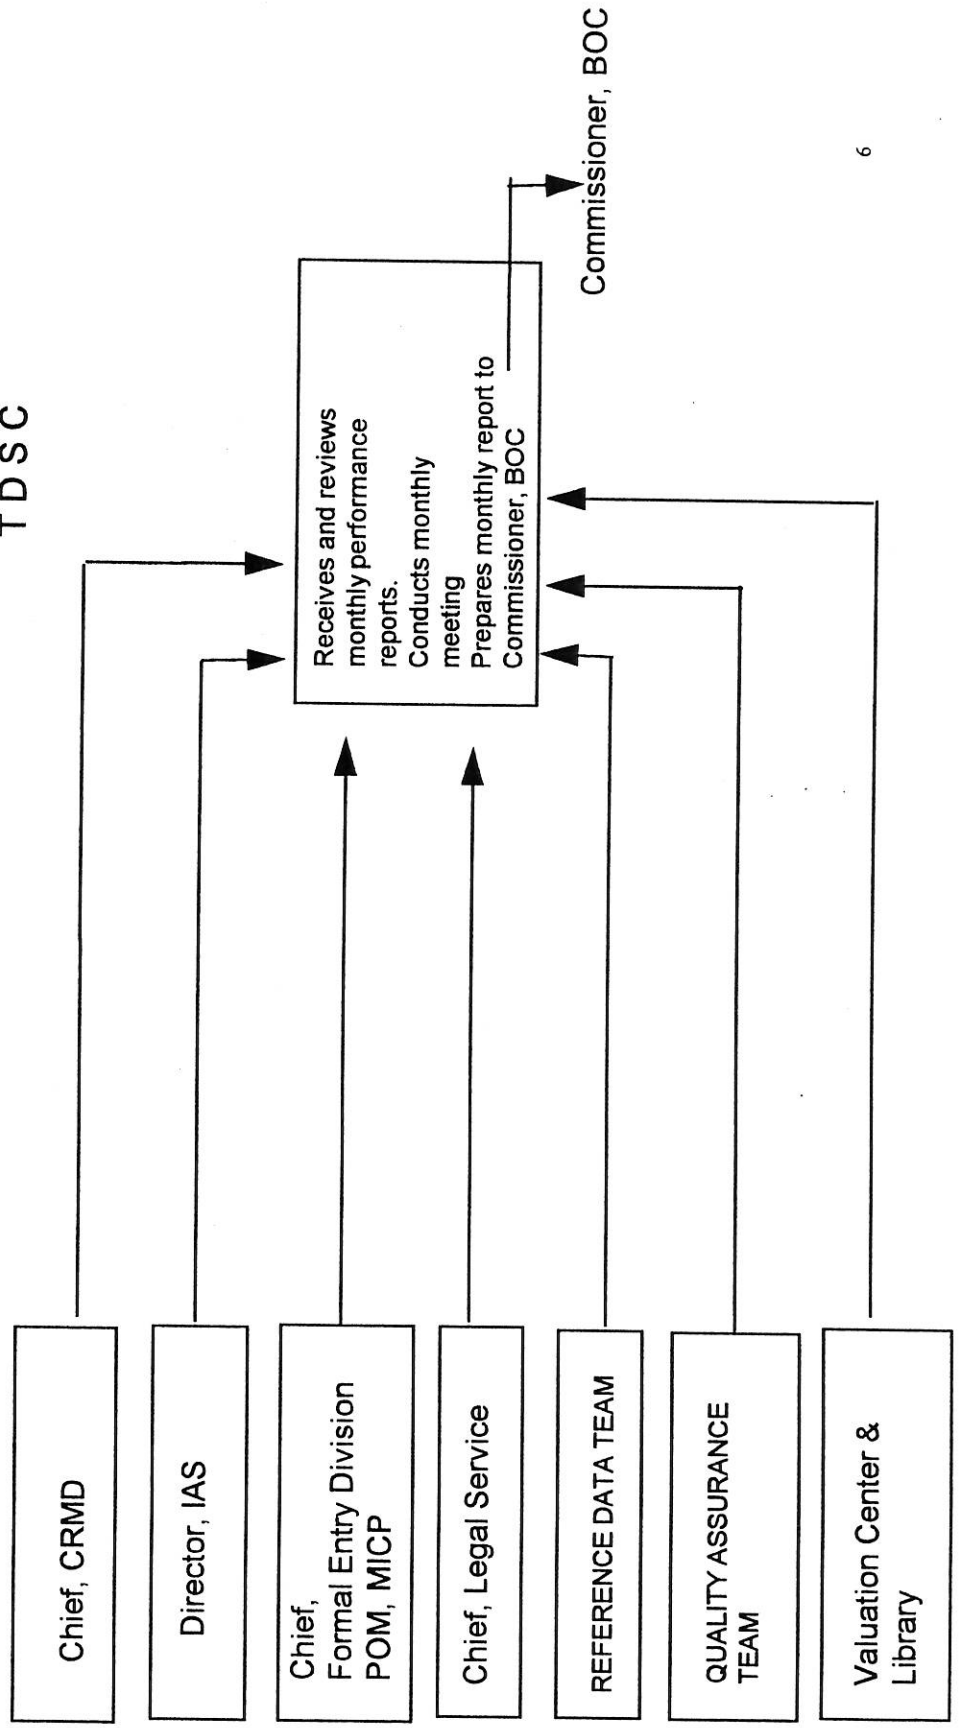 T D S C
Chief, CRMD
Director, IAS
Chief,
Formal Entry Division
POM, MICP
Chief, Legal Service
REFERENCE DATA TEAM
QUALITY ASSURANCE
TEAM
Valuation Center &
Library
Receives and reviews
monthly performance
reports.
Conducts monthly
meeting
Prepares monthly report to
Commissioner, BOC
Commissioner, BOC
6